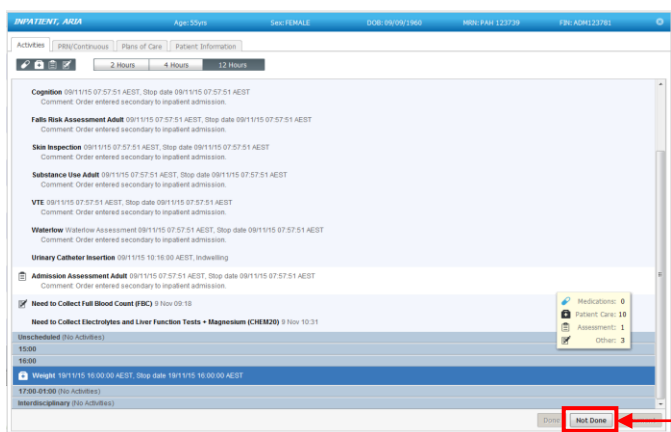 INPATIENT, ARIA Age: 55yrs Sex: FEMALE DOB: 09/09/1960 MRN: PAH 123739 FIN: ADM123781
Activities PRN/Continuous Plans of Care Patient Information
2 Hours 4 Hours 12 Hours
Cognition 09/11/15 07:57:51 AEST, Stop date 09/11/15 07:57:51 AEST
Comment: Order entered secondary to inpatient admission.
Falls Risk Assessment Adult 09/11/15 07:57:51 AEST, Stop date 09/11/15 07:57:51 AEST
Comment: Order entered secondary to inpatient admission.
Skin Inspection 09/11/15 07:57:51 AEST, Stop date 09/11/15 07:57:51 AEST
Comment: Order entered secondary to inpatient admission.
Substance Use Adult 09/11/15 07:57:51 AEST, Stop date 09/11/15 07:57:51 AEST
Comment: Order entered secondary to inpatient admission.
VTE 09/11/15 07:57:51 AEST, Stop date 09/11/15 07:57:51 AEST
Comment: Order entered secondary to inpatient admission.
Waterlow Waterlow Assessment 09/11/15 07:57:51 AEST, Stop date 09/11/15 07:57:51 AEST
Comment: Order entered secondary to inpatient admission.
Urinary Catheter Insertion 09/11/15 10:16:00 AEST, Indwelling
Admission Assessment Adult 09/11/15 07:57:51 AEST, Stop date 09/11/15 07:57:51 AEST
Comment: Order entered secondary to inpatient admission.
Need to Collect Full Blood Count (FBC) 9 Nov 09:18
Need to Collect Electrolytes and Liver Function Tests + Magnesium (CHEM20) 9 Nov 10:31
Medications: 0
Patient Care: 10
Assessment: 1
Other: 3
Unscheduled (No Activities)
15:00
16:00
Weight 19/11/15 16:00:00 AEST, Stop date 19/11/15 16:00:00 AEST
17:00-01:00 (No Activities)
Interdisciplinary (No Activities)
Not Done